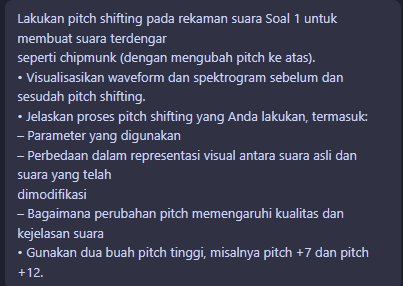 Lakukan pitch shifting pada rekaman suara Soal 1 untuk
membuat suara terdengar
seperti chipmunk (dengan mengubah pitch ke atas).
• Visualisasikan waveform dan spektrogram sebelum dan
sesudah pitch shifting.
• Jelaskan proses pitch shifting yang Anda lakukan, termasuk:
– Parameter yang digunakan
– Perbedaan dalam representasi visual antara suara asli dan
suara yang telah
dimodifikasi
– Bagaimana perubahan pitch memengaruhi kualitas dan
kejelasan suara
• Gunakan dua buah pitch tinggi, misalnya pitch +7 dan pitch
+12.